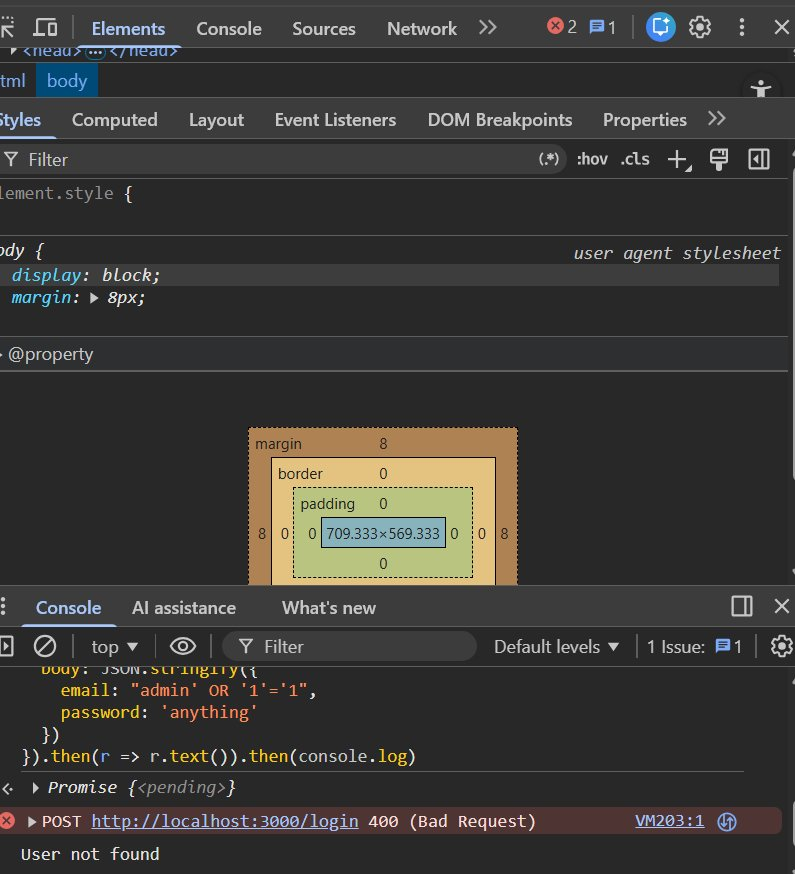 Elements Console Sources Network 2 1
<head> … </head>
tml body
Styles Computed Layout Event Listeners DOM Breakpoints Properties
Filter (.*) :hov .cls
lement.style {
ody { user agent stylesheet
display: block;
margin: 8px;
@property
margin 8
border 0
padding 0
8 0 0 709.333×569.333 0 0 8
0
Console AI assistance What's new
top Filter Default levels 1 Issue: 1
body: JSON.stringify({
email: "admin' OR '1'='1",
password: 'anything'
})
}).then(r => r.text()).then(console.log)
Promise {<pending>}
POST http://localhost:3000/login 400 (Bad Request) VM203:1
User not found